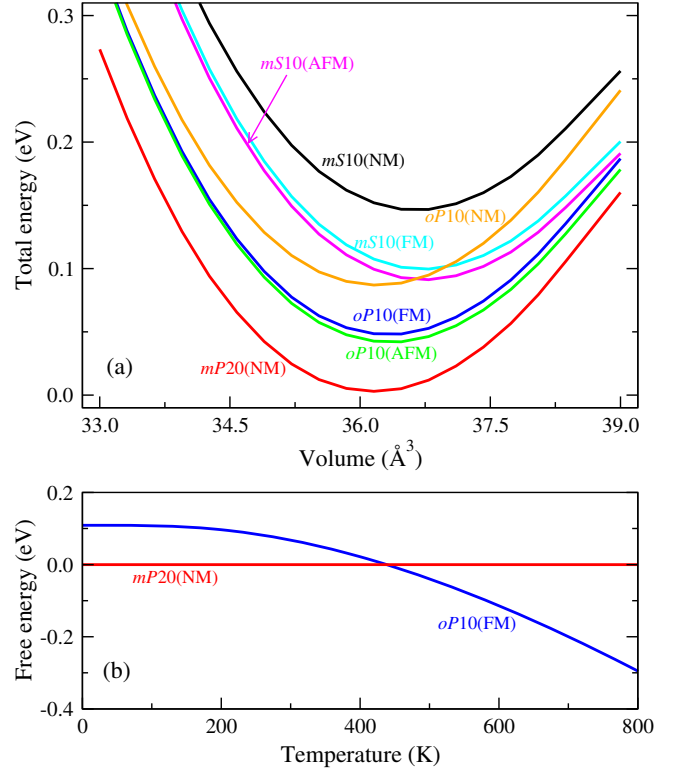 0.3
mS10(AFM)
0.2
mS10(NM)
oP10(NM)
mS10(FM)
0.1
oP10(FM)
oP10(AFM)
mP20(NM)
(a)
0.0
Total energy (eV)
33.0 34.5 36.0 37.5 39.0
Volume (Å³)
0.2
0.0
mP20(NM)
oP10(FM)
-0.2
(b)
-0.4
Free energy (eV)
0 200 400 600 800
Temperature (K)